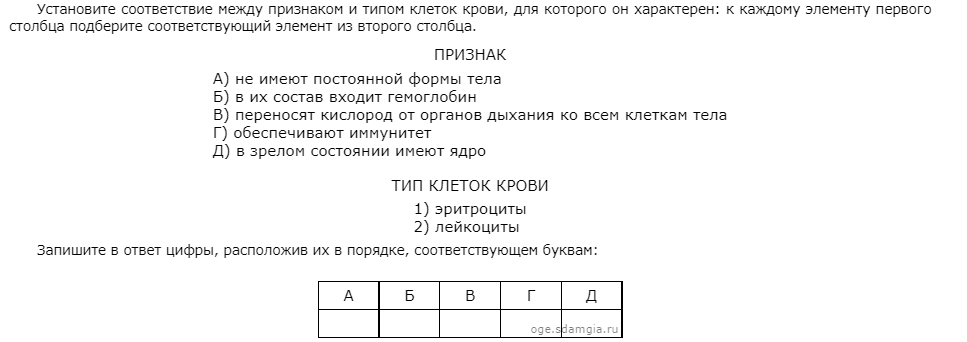 Установите соответствие между признаком и типом клеток крови, для которого он характерен: к каждому элементу первого
столбца подберите соответствующий элемент из второго столбца.
ПРИЗНАК
А) не имеют постоянной формы тела
Б) в их состав входит гемоглобин
В) переносят кислород от органов дыхания ко всем клеткам тела
Г) обеспечивают иммунитет
Д) в зрелом состоянии имеют ядро
ТИП КЛЕТОК КРОВИ
1) эритроциты
2) лейкоциты
Запишите в ответ цифры, расположив их в порядке, соответствующем буквам:
А Б В Г Д
oge.sdamgia.ru